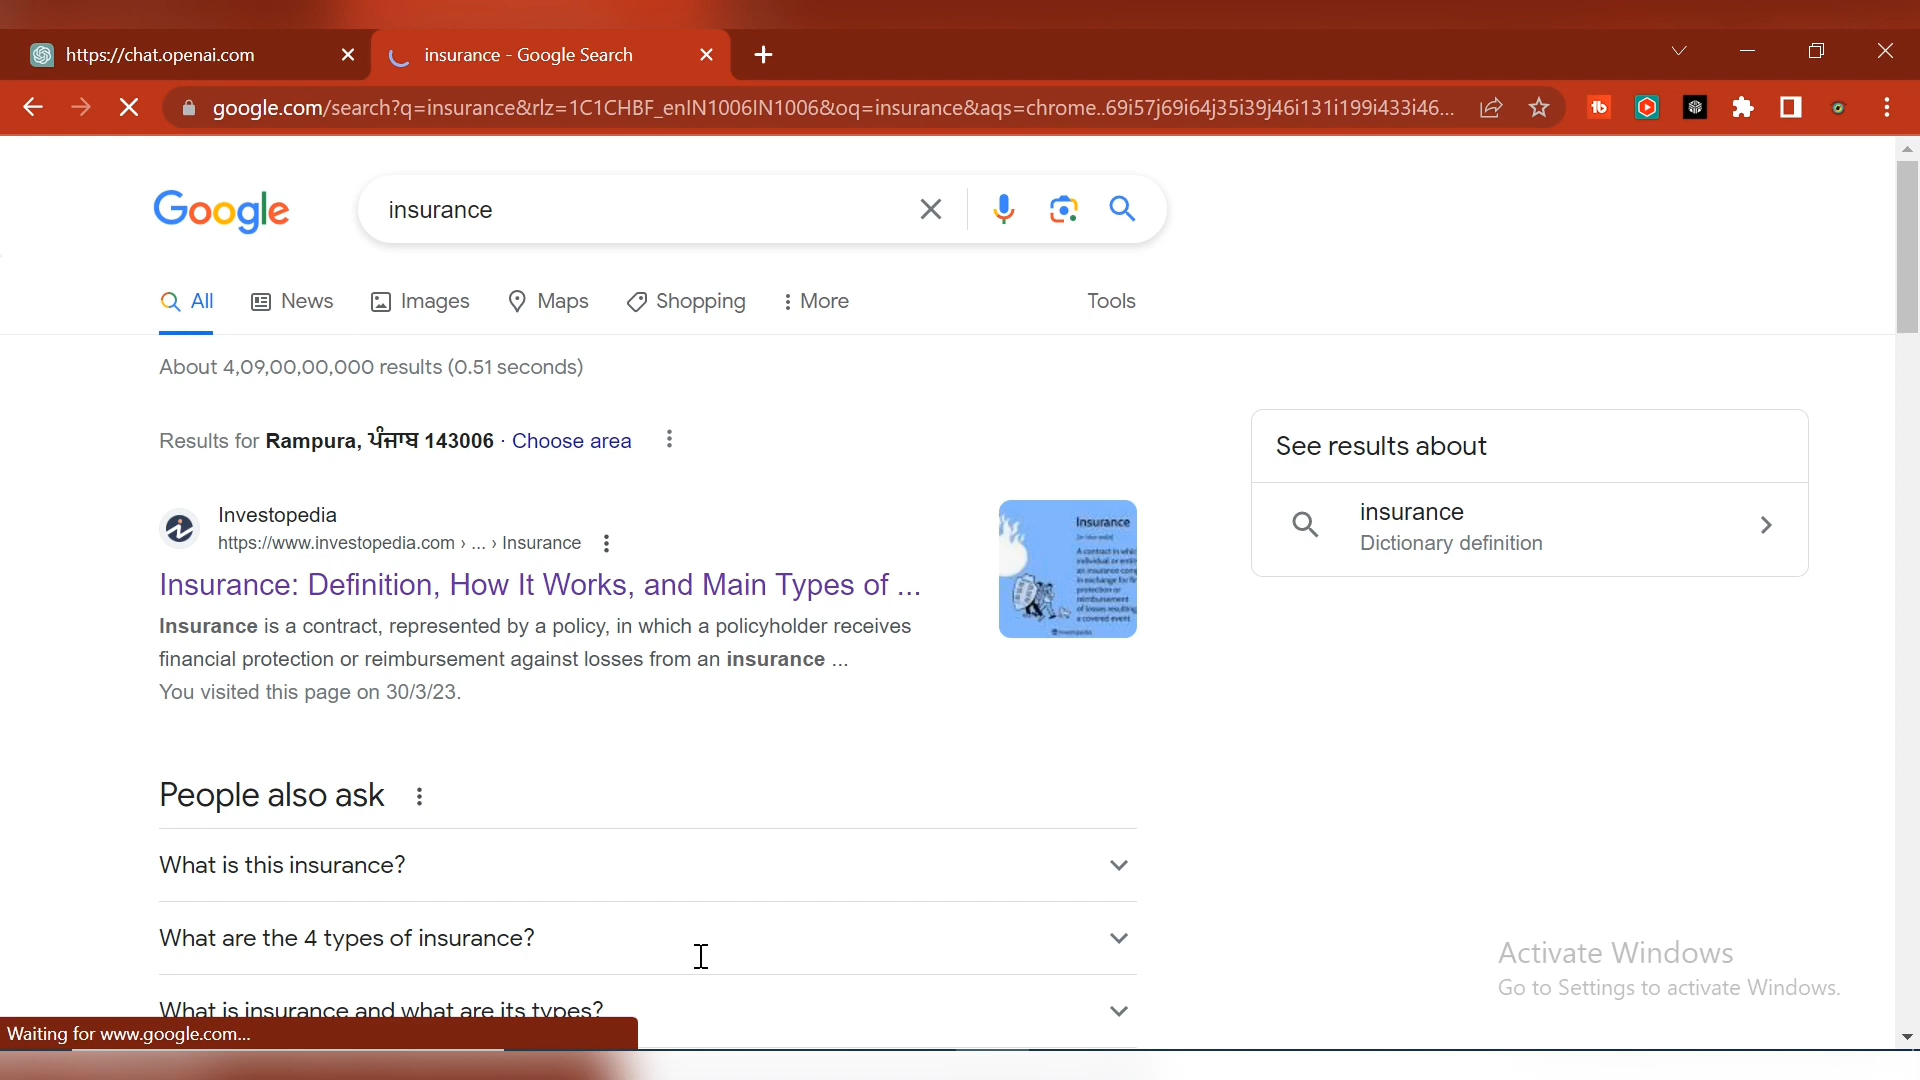 https://chat.openai.com
insurance - Google Search
google.com/search?q=insurance&rlz=1C1CHBF_enIN1006IN1006&oq=insurance&aqs=chrome..69i57j69i64j35i39j46i131i199i433i46...
Google
insurance
All
News
Images
Maps
Shopping
More
Tools
About 4,09,00,00,000 results (0.51 seconds)
Results for Rampura, ਪੰਜਾਬ 143006 · Choose area
See results about
insurance
Dictionary definition
Investopedia
https://www.investopedia.com › ... › Insurance
Insurance: Definition, How It Works, and Main Types of ...
Insurance is a contract, represented by a policy, in which a policyholder receives
financial protection or reimbursement against losses from an insurance ...
You visited this page on 30/3/23.
Insurance
People also ask
What is this insurance?
What are the 4 types of insurance?
What is insurance and what are its types?
Activate Windows
Go to Settings to activate Windows.
Waiting for www.google.com...